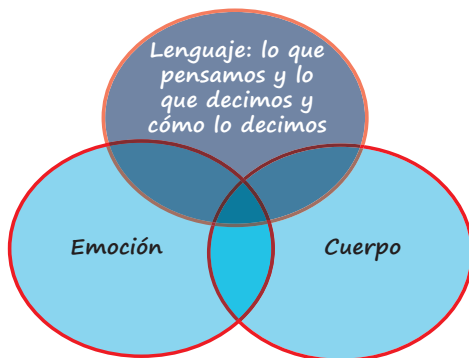 Lenguaje: lo que
pensamos y lo
que decimos y
cómo lo decimos
Emoción
Cuerpo